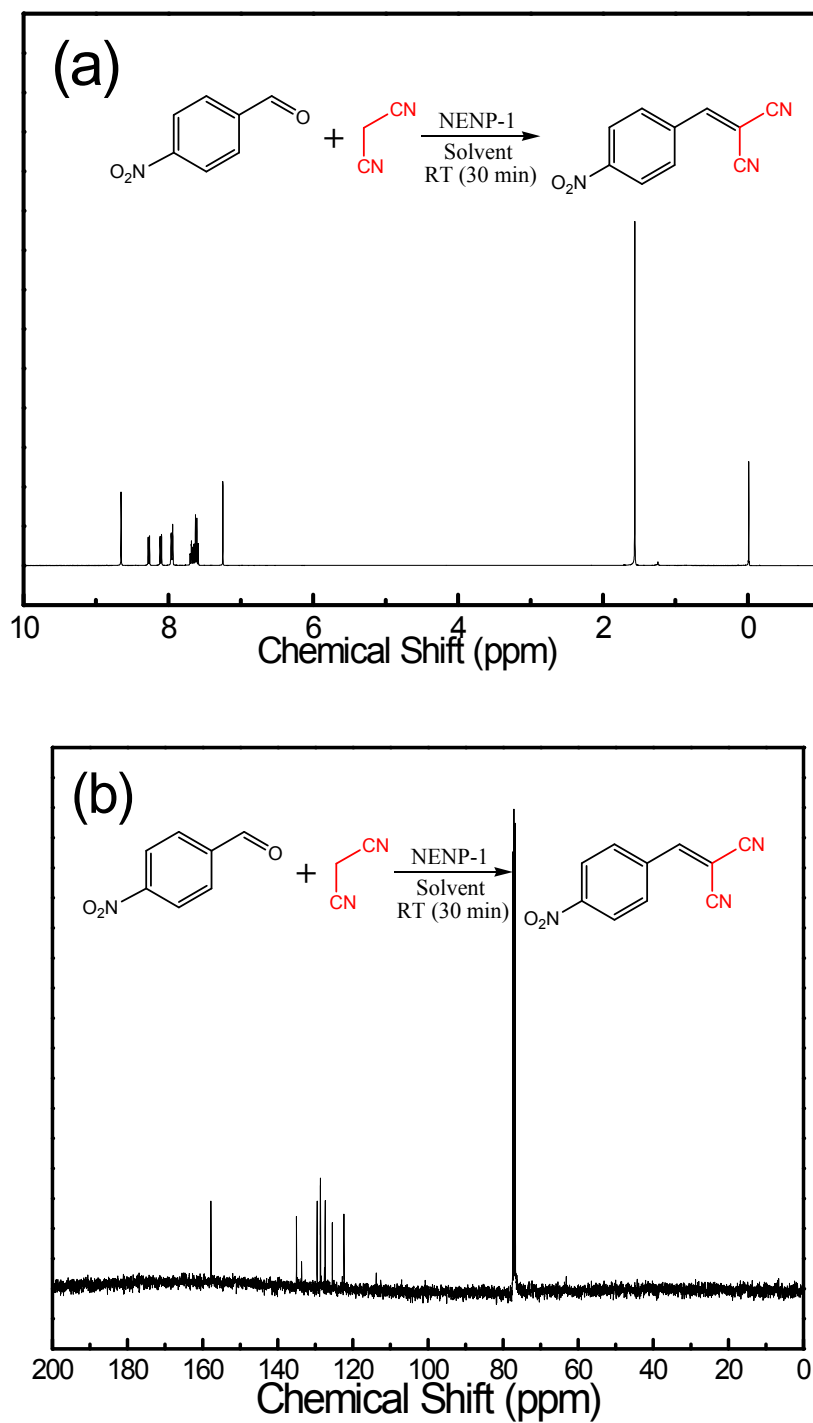 (a)
O
O₂N
+
CN
CN
NENP-1
Solvent
RT (30 min)
CN
CN
O₂N
10 8 6 4 2 0
Chemical Shift (ppm)
(b)
O
O₂N
+
CN
CN
NENP-1
Solvent
RT (30 min)
CN
CN
O₂N
200 180 160 140 120 100 80 60 40 20 0
Chemical Shift (ppm)